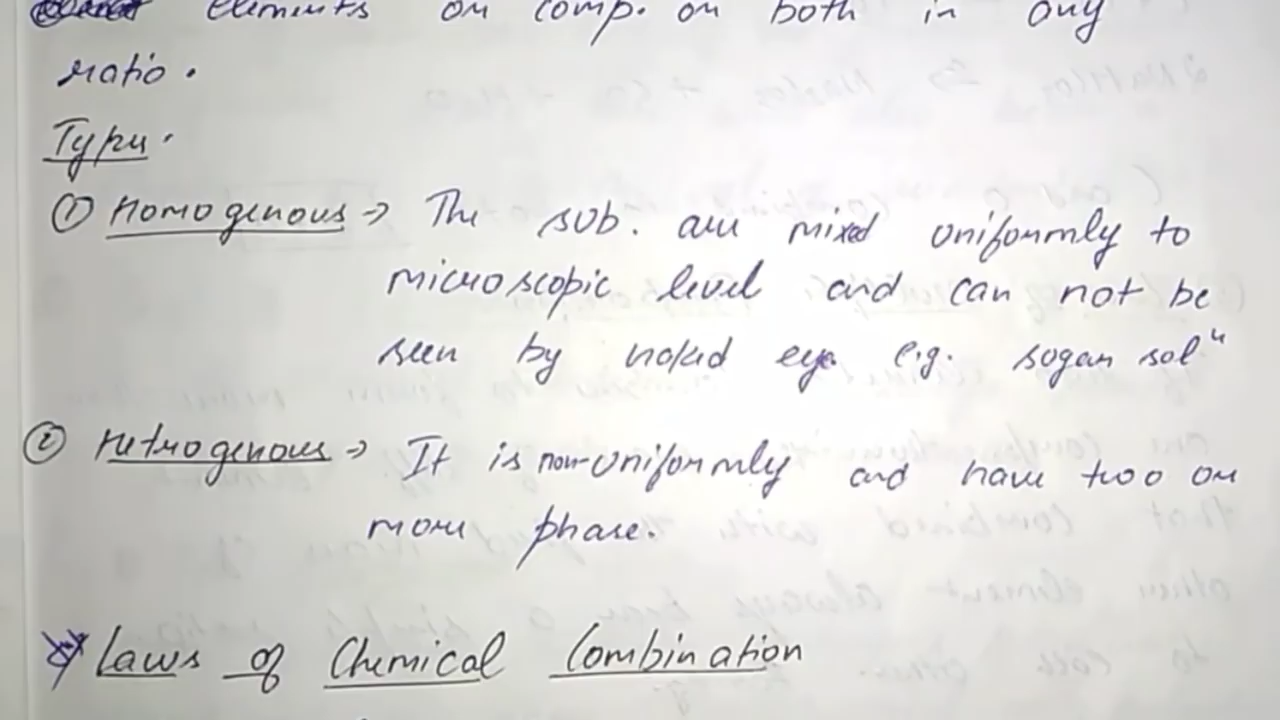 elements or comp. or both in any
ratio.
Type.
① Homogenous → The sub. are mixed uniformly to
microscopic level and can not be
seen by naked eye e.g. sogar solⁿ
② Hetrogenous → It is non-uniformly and have two or
more phase.
Laws of Chemical Combination